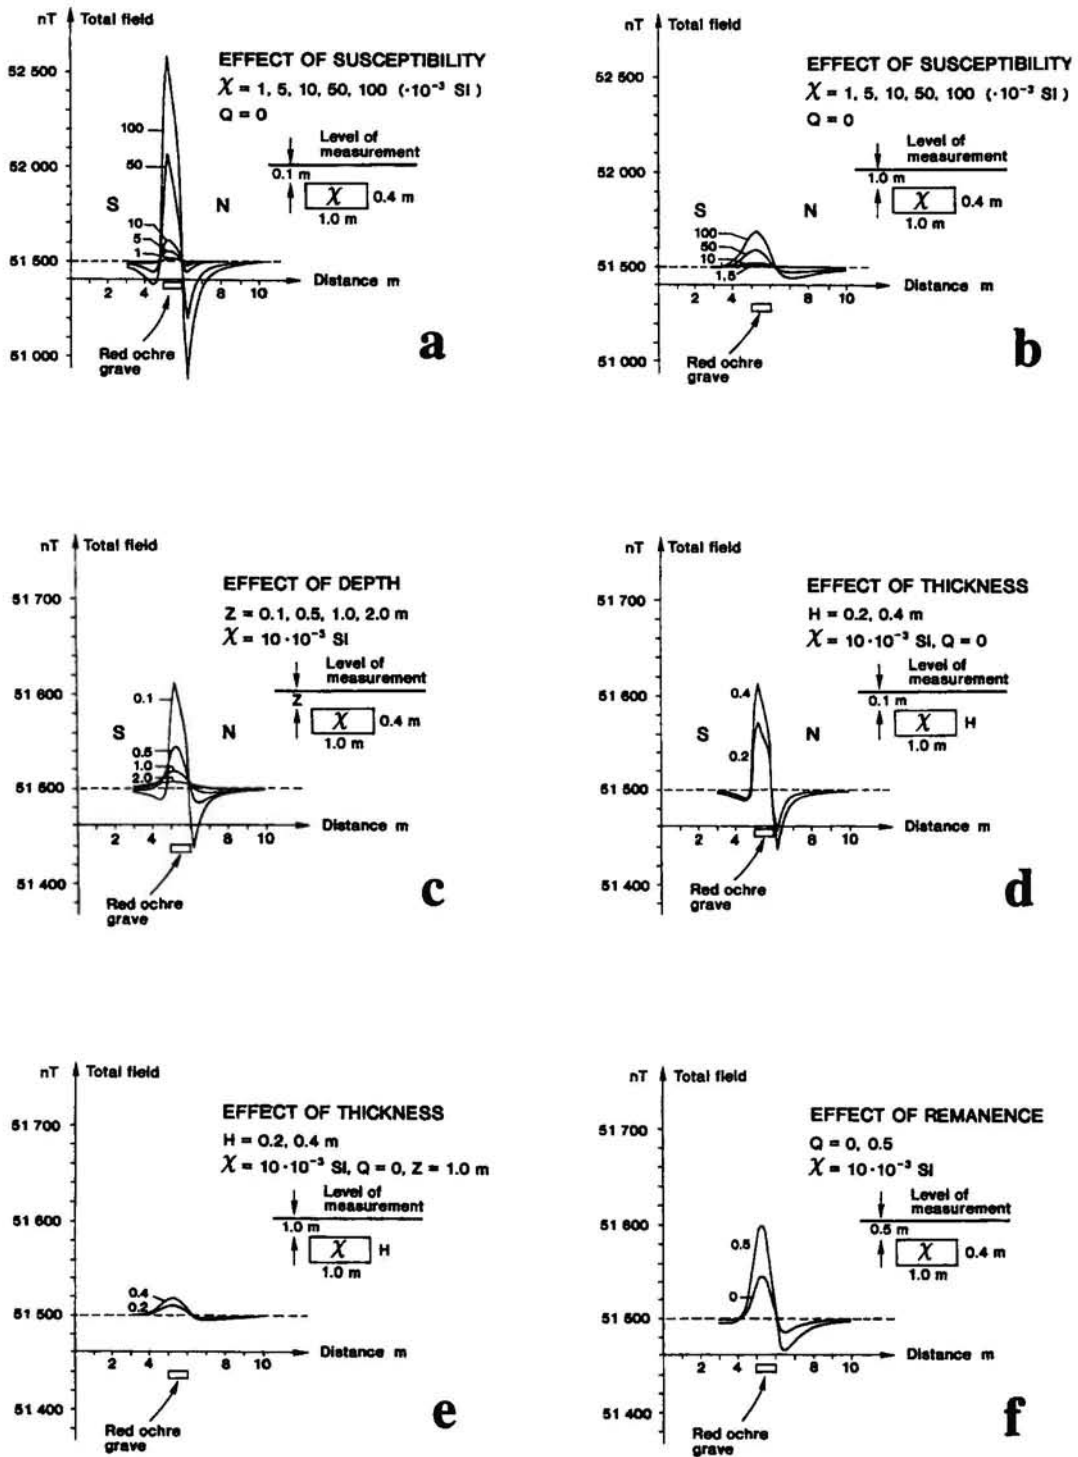 nT Total field
52 500
52 000
51 500
51 000
EFFECT OF SUSCEPTIBILITY
χ = 1, 5, 10, 50, 100 (·10⁻³ SI)
Q = 0
Level of measurement
0.1 m
χ 0.4 m
1.0 m
S N
100
50
10
5
1
2 4 8 10 Distance m
Red ochre grave
a
nT Total field
52 500
52 000
51 500
51 000
EFFECT OF SUSCEPTIBILITY
χ = 1, 5, 10, 50, 100 (·10⁻³ SI)
Q = 0
Level of measurement
1.0 m
χ 0.4 m
1.0 m
S N
100
50
10
1,5
2 4 8 10 Distance m
Red ochre grave
b
nT Total field
51 700
51 600
51 500
51 400
EFFECT OF DEPTH
Z = 0.1, 0.5, 1.0, 2.0 m
χ = 10 · 10⁻³ SI
Level of measurement
Z
χ 0.4 m
1.0 m
S N
0.1
0.5
1.0
2.0
2 4 8 10 Distance m
Red ochre grave
c
nT Total field
51 700
51 600
51 500
51 400
EFFECT OF THICKNESS
H = 0.2, 0.4 m
χ = 10 · 10⁻³ SI, Q = 0
Level of measurement
0.1 m
χ H
1.0 m
S N
0.4
0.2
2 4 8 10 Distance m
Red ochre grave
d
nT Total field
51 700
51 600
51 500
51 400
EFFECT OF THICKNESS
H = 0.2, 0.4 m
χ = 10 · 10⁻³ SI, Q = 0, Z = 1.0 m
Level of measurement
1.0 m
χ H
1.0 m
0.4
0.2
2 4 8 10 Distance m
Red ochre grave
e
nT Total field
51 700
51 600
51 500
51 400
EFFECT OF REMANENCE
Q = 0, 0.5
χ = 10 · 10⁻³ SI
Level of measurement
0.5 m
χ 0.4 m
1.0 m
0.5
0
2 4 6 8 10 Distance m
Red ochre grave
f